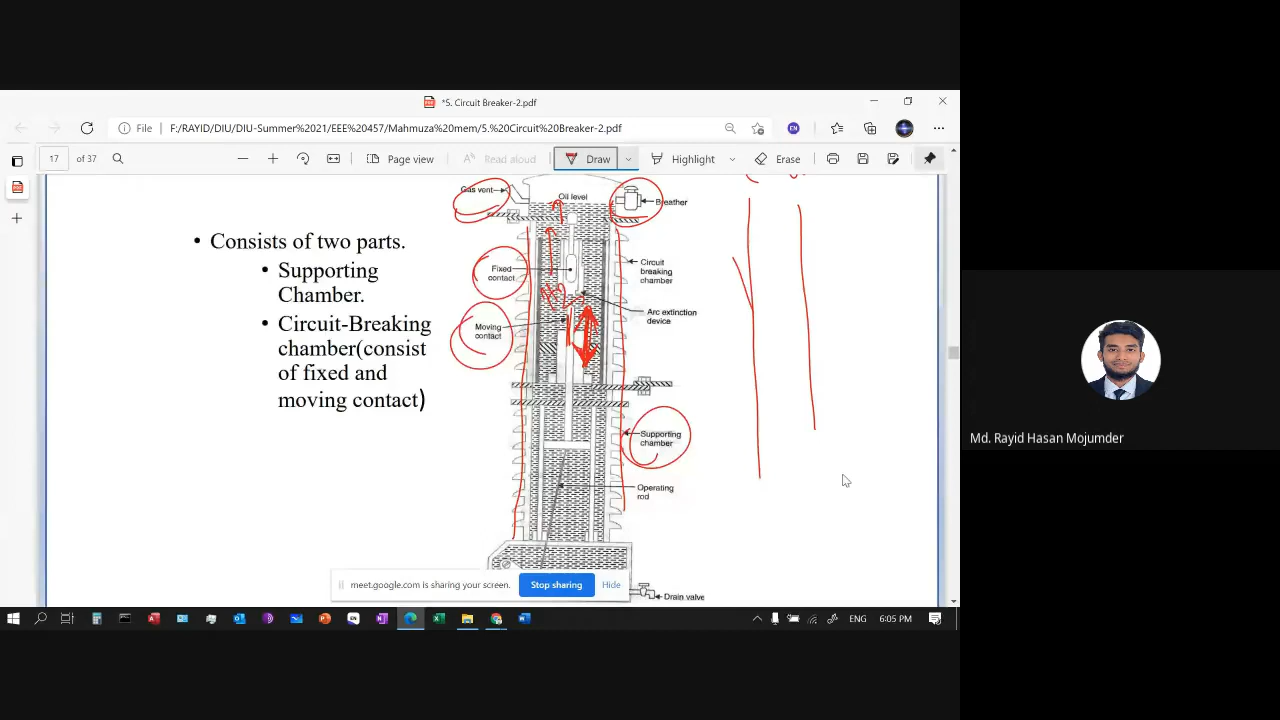 *5. Circuit Breaker-2.pdf
File
F:/RAYID/DIU/DIU-Summer%2021/EEE%20457/Mahmuza%20mem/5.%20Circuit%20Breaker-2.pdf
EN
17 of 37
Page view
Read aloud
Draw
Highlight
Erase
Gas vent
Oil level
Breather
• Consists of two parts.
• Supporting
Chamber.
• Circuit-Breaking
chamber(consist
of fixed and
moving contact)
Fixed
contact
Circuit
breaking
chamber
Moving
contact
Arc extinction
device
Supporting
chamber
Operating
rod
Drain valve
meet.google.com is sharing your screen.
Stop sharing
Hide
ENG
6:05 PM
Md. Rayid Hasan Mojumder